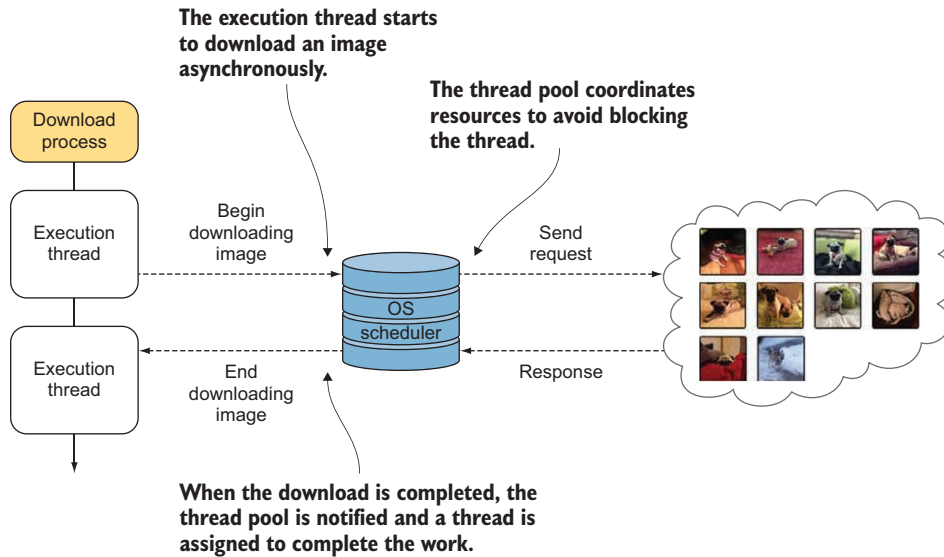 The execution thread starts
to download an image
asynchronously.
The thread pool coordinates
resources to avoid blocking
the thread.
Download
process
Execution
thread
Begin
downloading
image
Send
request
OS
scheduler
Execution
thread
End
downloading
image
Response
When the download is completed, the
thread pool is notified and a thread is
assigned to complete the work.